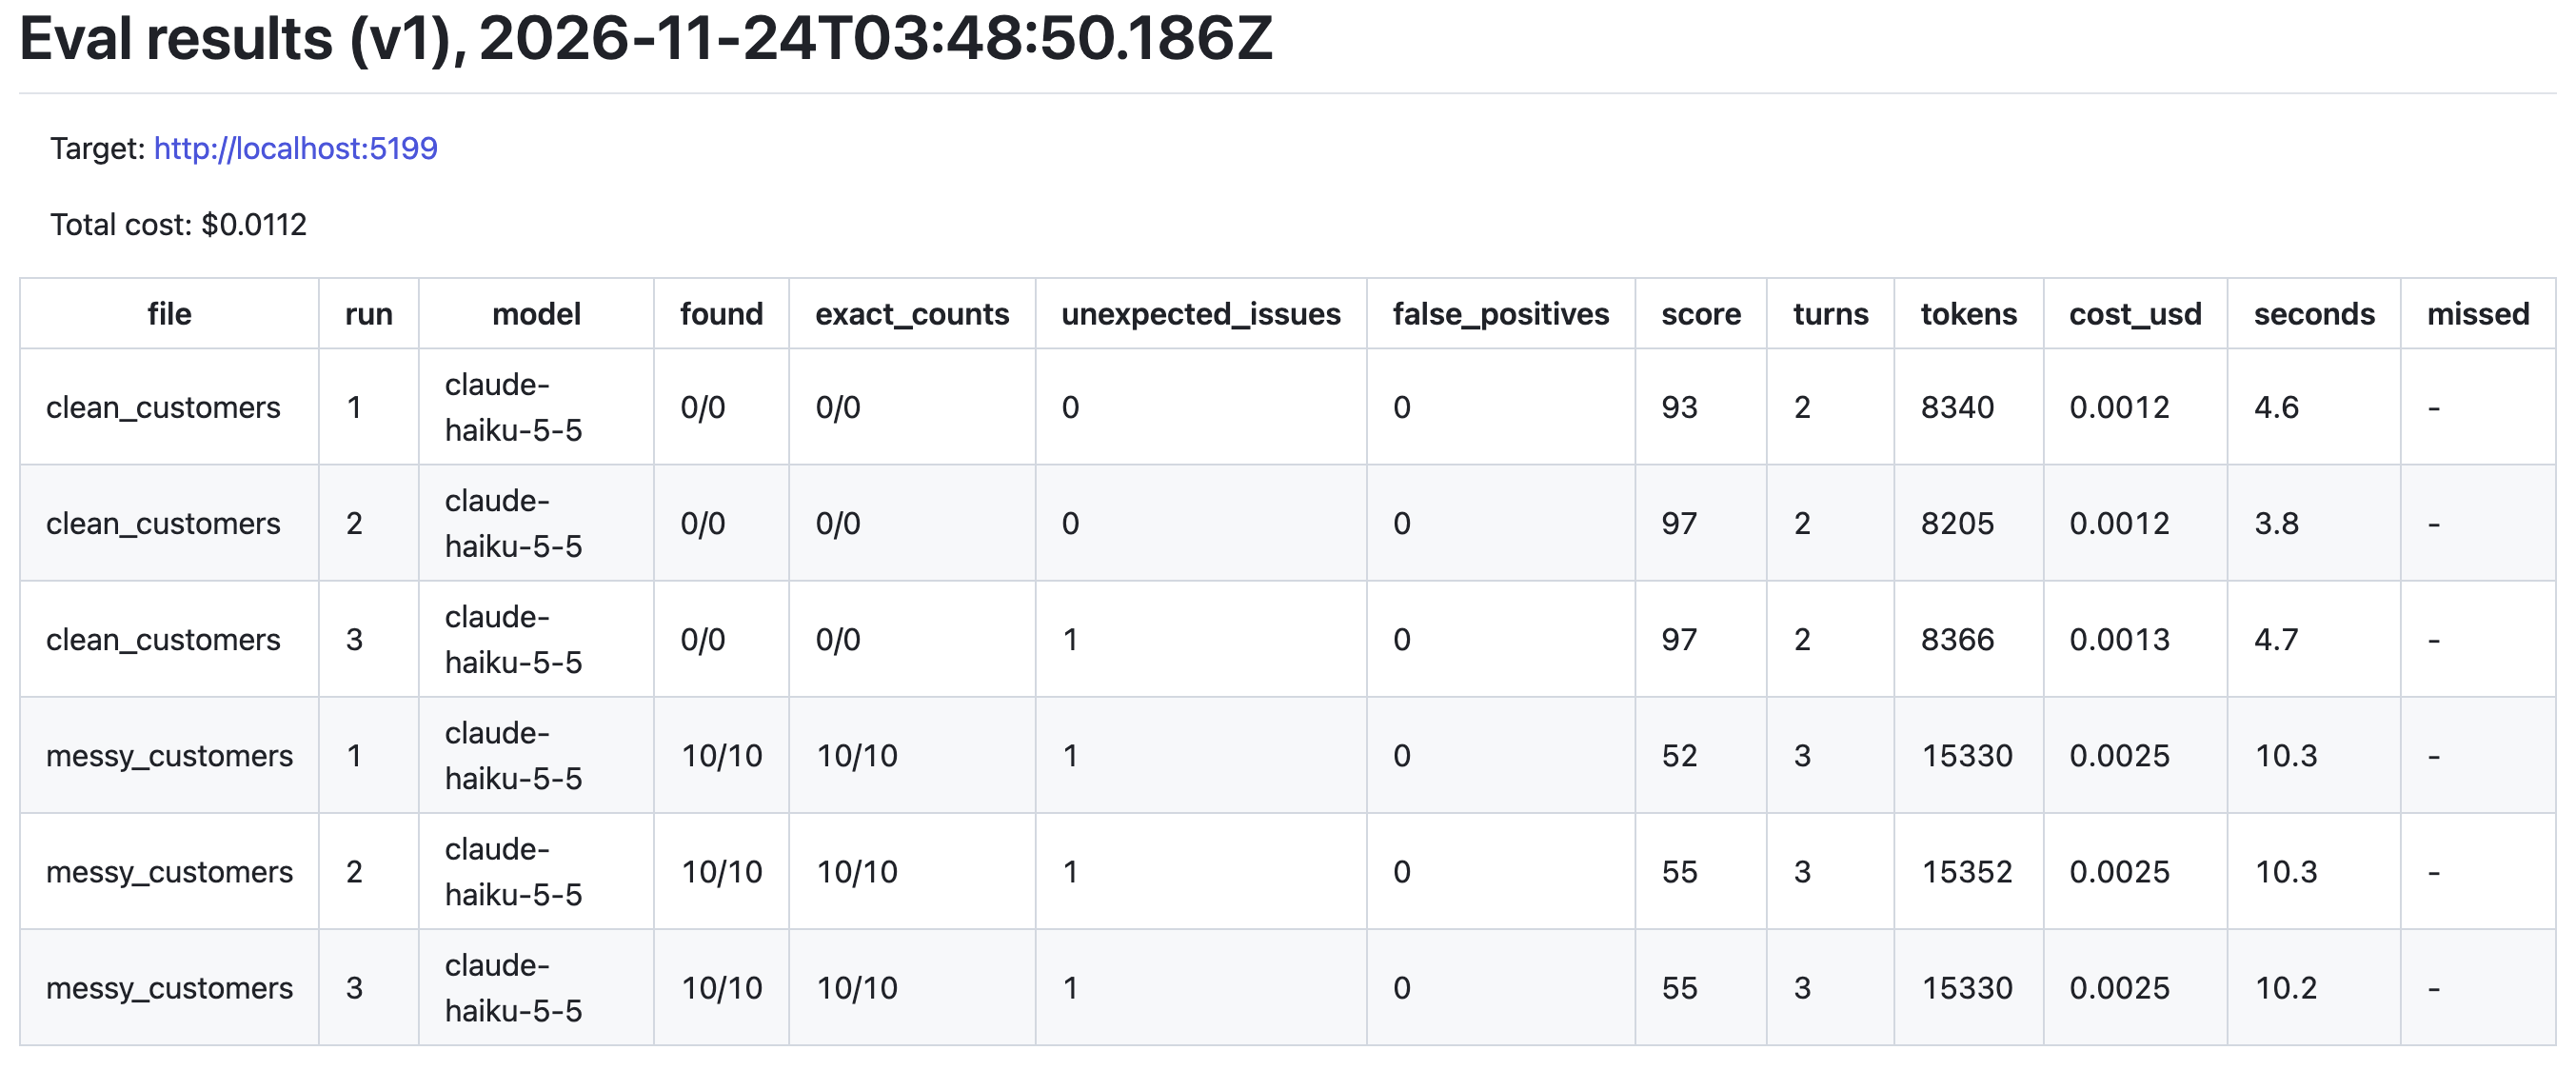 Eval results (v1), 2026-11-24T03:48:50.186Z
Target: http://localhost:5199
Total cost: $0.0112
file run model found exact_counts unexpected_issues false_positives score turns tokens cost_usd seconds missed
clean_customers 1 claude-haiku-5-5 0/0 0/0 0 0 93 2 8340 0.0012 4.6 -
clean_customers 2 claude-haiku-5-5 0/0 0/0 0 0 97 2 8205 0.0012 3.8 -
clean_customers 3 claude-haiku-5-5 0/0 0/0 1 0 97 2 8366 0.0013 4.7 -
messy_customers 1 claude-haiku-5-5 10/10 10/10 1 0 52 3 15330 0.0025 10.3 -
messy_customers 2 claude-haiku-5-5 10/10 10/10 1 0 55 3 15352 0.0025 10.3 -
messy_customers 3 claude-haiku-5-5 10/10 10/10 1 0 55 3 15330 0.0025 10.2 -